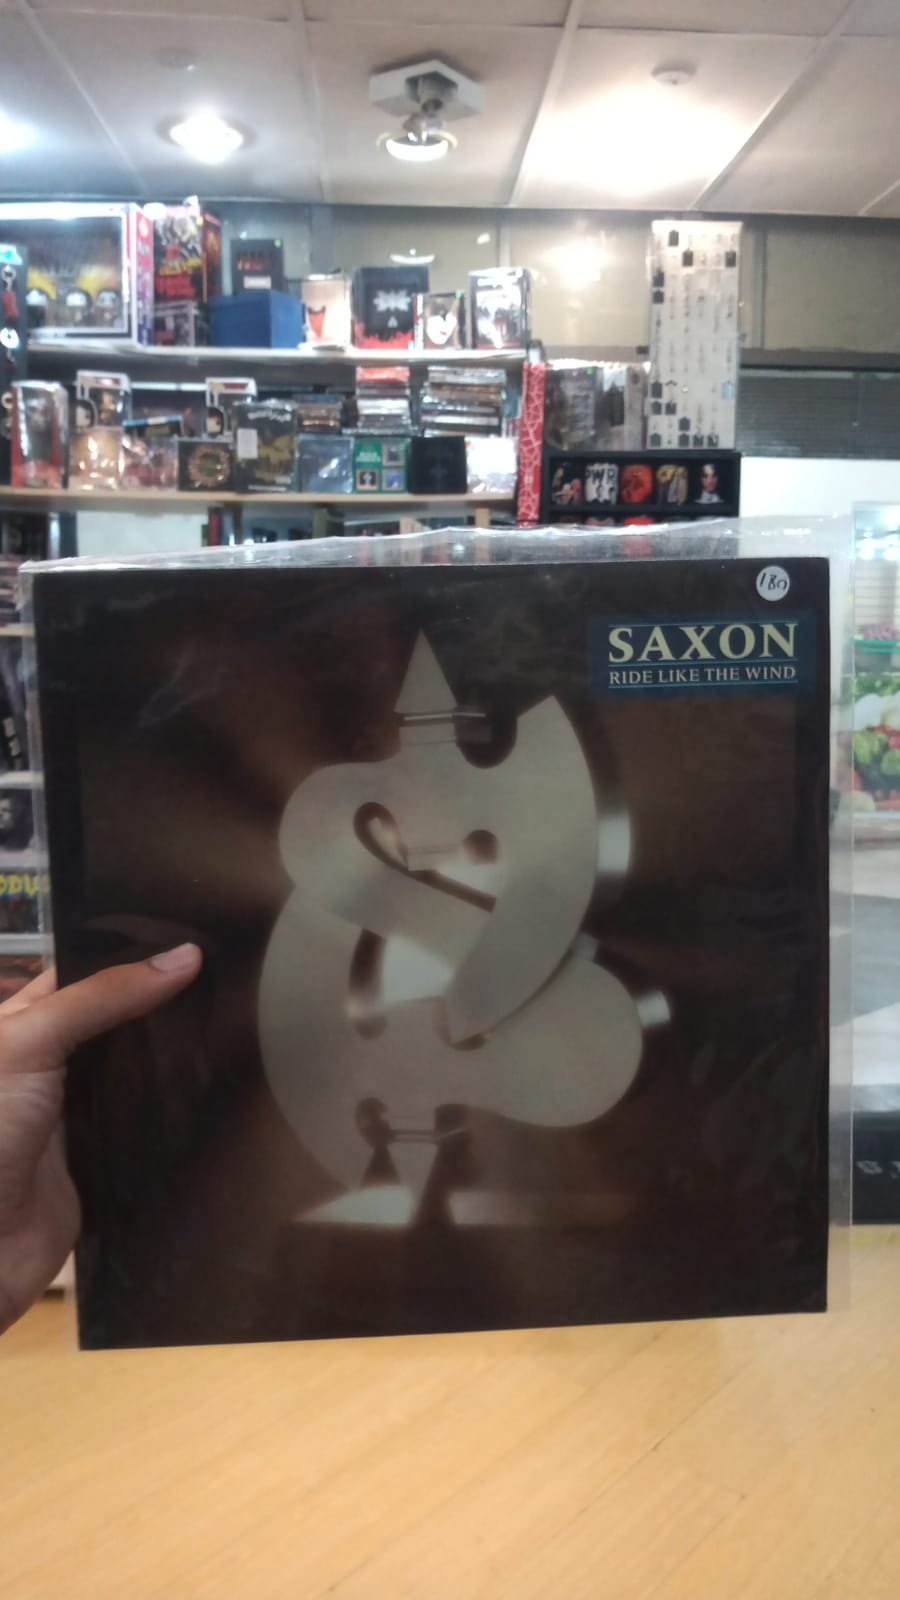 180
SAXON
RIDE LIKE THE WIND